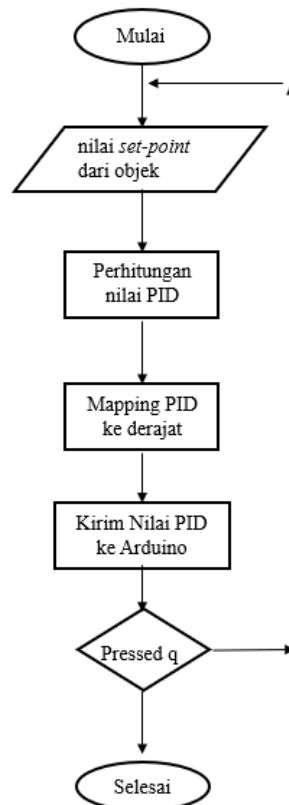 Mulai
nilai set-point
dari objek
Perhitungan
nilai PID
Mapping PID
ke derajat
Kirim Nilai PID
ke Arduino
Pressed q
Selesai